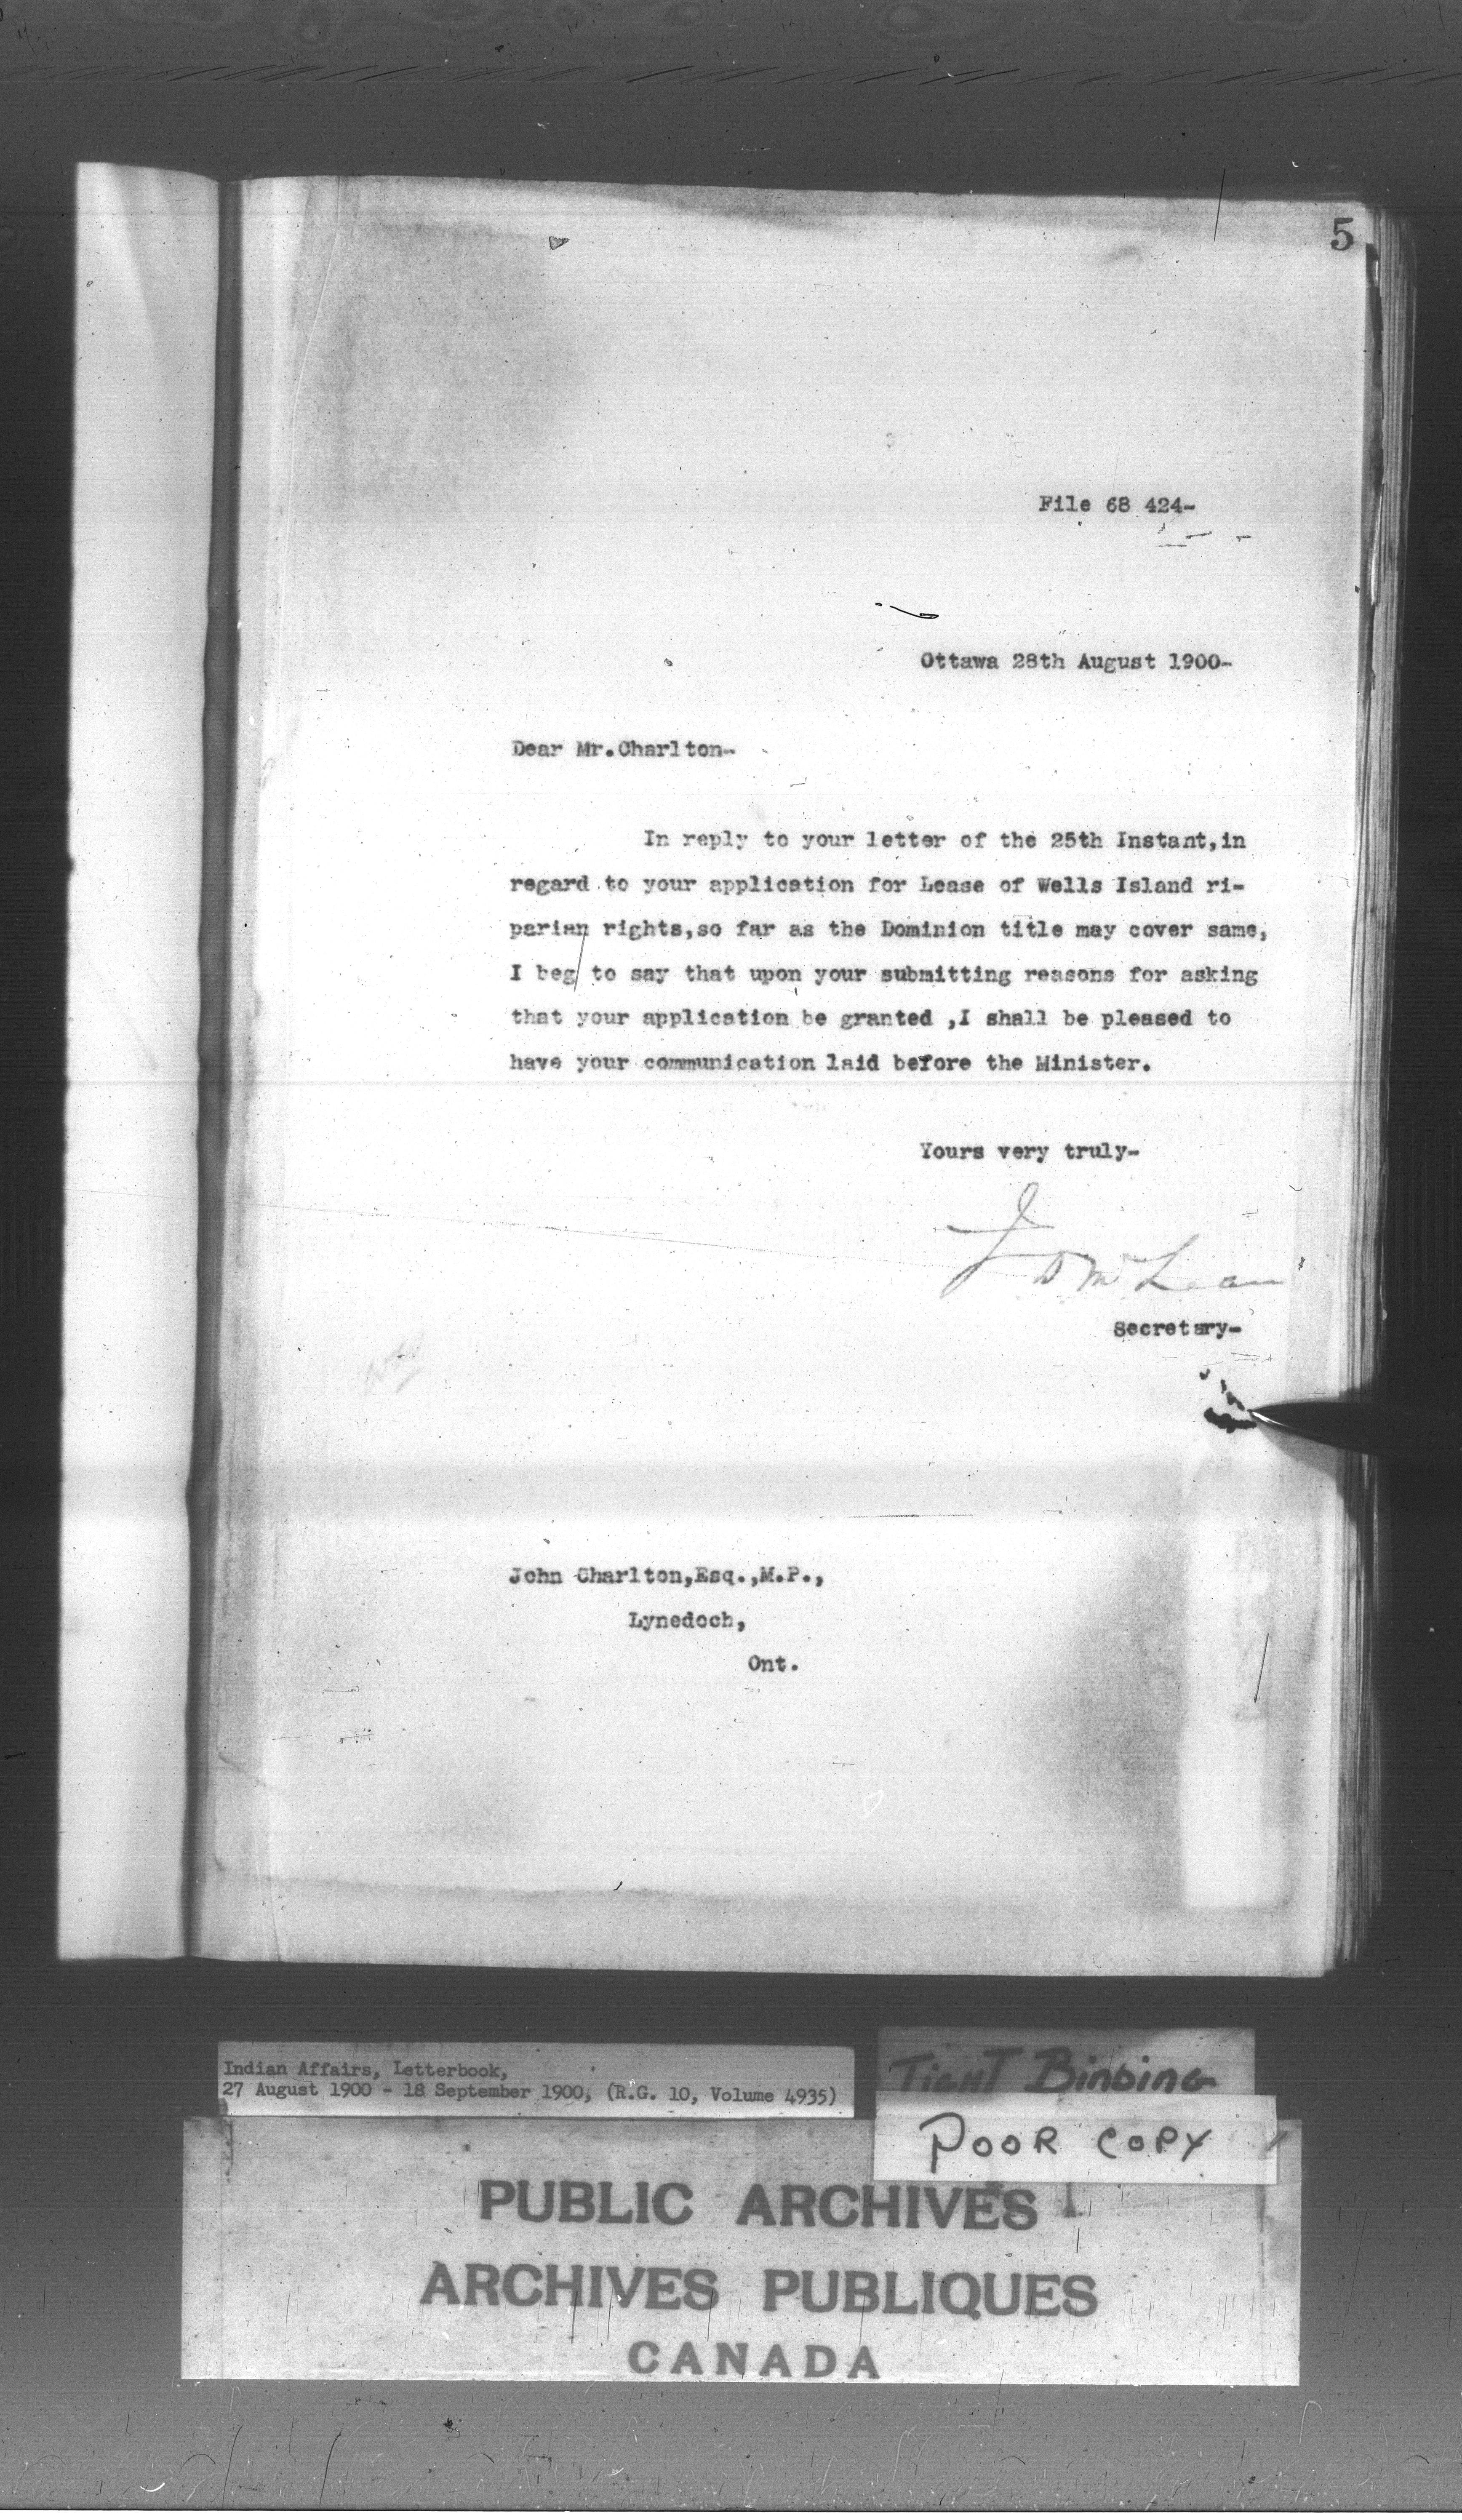 5
File 68 424-
Ottawa 28th August 1900-
Dear Mr.Charlton-
In reply to your letter of the 25th Instant,in
regard to your application for Lease of Wells Island ri-
parian rights,so far as the Dominion title may cover same,
I beg to say that upon your submitting reasons for asking
that your application be granted ,I shall be pleased to
have your communication laid before the Minister.
Yours very truly-
J D McLean
Secretary-
John Charlton,Esq.,M.P.,
Lynedoch,
Ont.
Indian Affairs, Letterbook,
27 August 1900 - 18 September 1900, (R.G. 10, Volume 4935)
TIGHT BINDING
POOR COPY
PUBLIC ARCHIVES
ARCHIVES PUBLIQUES
CANADA